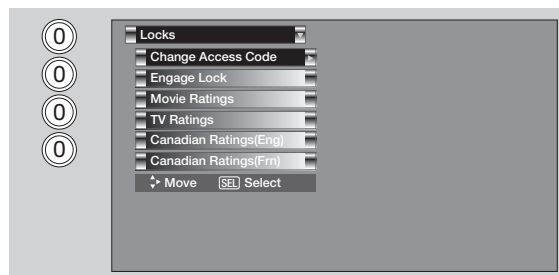 0
0
0
0
Locks
Change Access Code
Engage Lock
Movie Ratings
TV Ratings
Canadian Ratings(Eng)
Canadian Ratings(Frn)
Move SEL Select